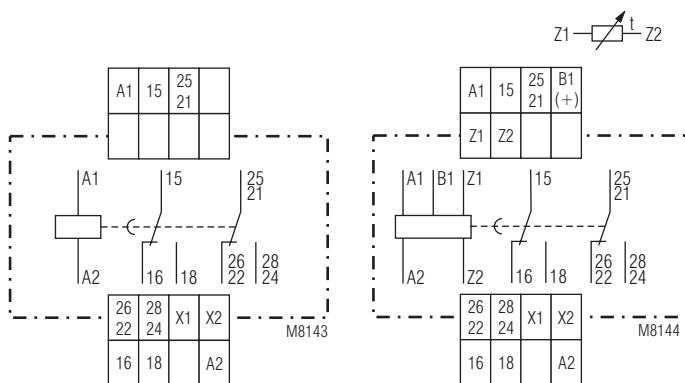 Z1 t Z2
A1 15 25 21
A1 15 25 21 B1 (+)
Z1 Z2
A1 15 25 21
A1 B1 Z1 15 25 21
A2 16 18 26 22 28 24
A2 Z2 16 18 26 22 28 24
26 22 28 24 X1 X2
M8143
26 22 28 24 X1 X2
M8144
16 18 A2
16 18 A2